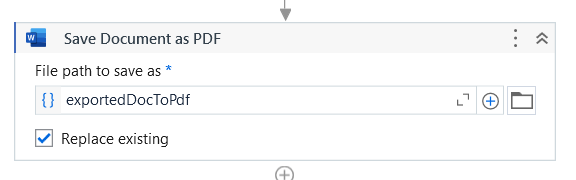 Save Document as PDF
File path to save as *
{ } exportedDocToPdf
Replace existing